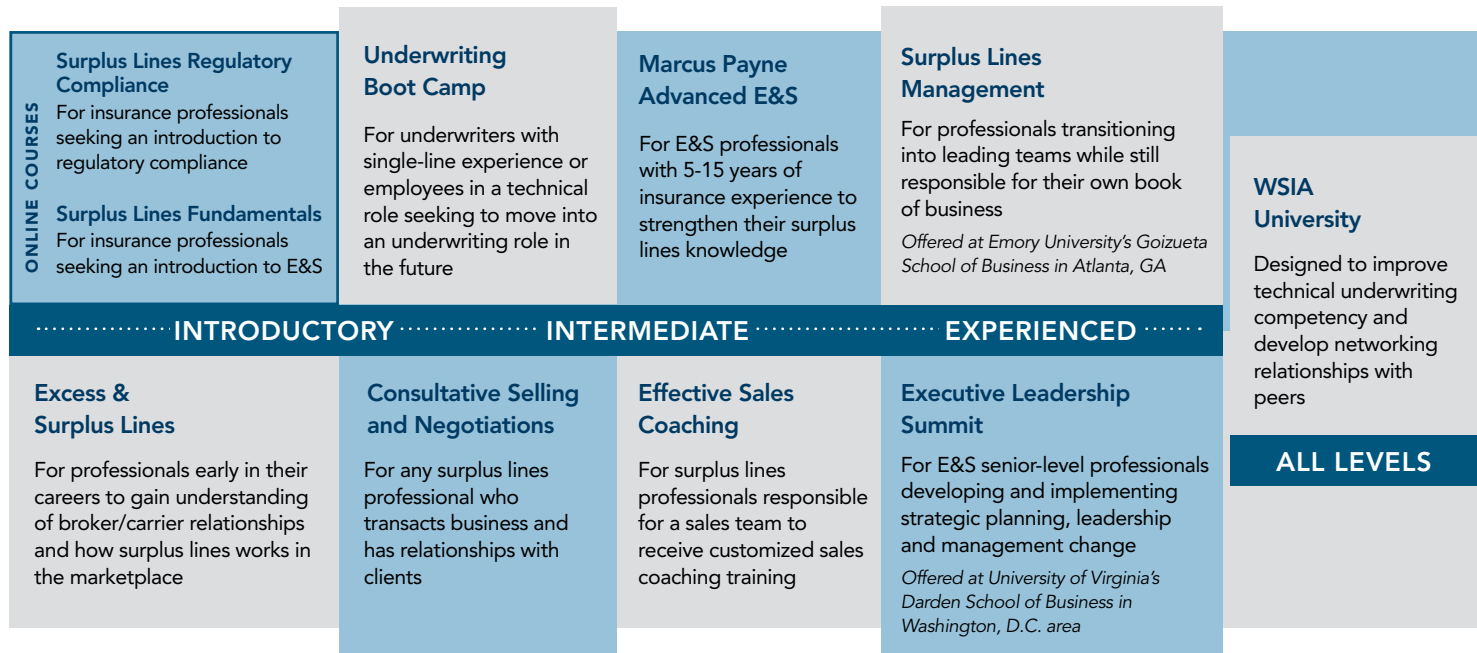 ONLINE COURSES
Surplus Lines Regulatory
Compliance
For insurance professionals
seeking an introduction to
regulatory compliance
Surplus Lines Fundamentals
For insurance professionals
seeking an introduction to E&S
Underwriting
Boot Camp
For underwriters with
single-line experience or
employees in a technical
role seeking to move into
an underwriting role in
the future
Marcus Payne
Advanced E&S
For E&S professionals
with 5-15 years of
insurance experience to
strengthen their surplus
lines knowledge
Surplus Lines
Management
For professionals transitioning
into leading teams while still
responsible for their own book
of business
Offered at Emory University's Goizueta
School of Business in Atlanta, GA
INTRODUCTORY
INTERMEDIATE
EXPERIENCED
Excess &
Surplus Lines
For professionals early in their
careers to gain understanding
of broker/carrier relationships
and how surplus lines works in
the marketplace
Consultative Selling
and Negotiations
For any surplus lines
professional who
transacts business and
has relationships with
clients
Effective Sales
Coaching
For surplus lines
professionals responsible
for a sales team to
receive customized sales
coaching training
Executive Leadership
Summit
For E&S senior-level professionals
developing and implementing
strategic planning, leadership
and management change
Offered at University of Virginia's
Darden School of Business in
Washington, D.C. area
WSIA
University
Designed to improve
technical underwriting
competency and
develop networking
relationships with
peers
ALL LEVELS